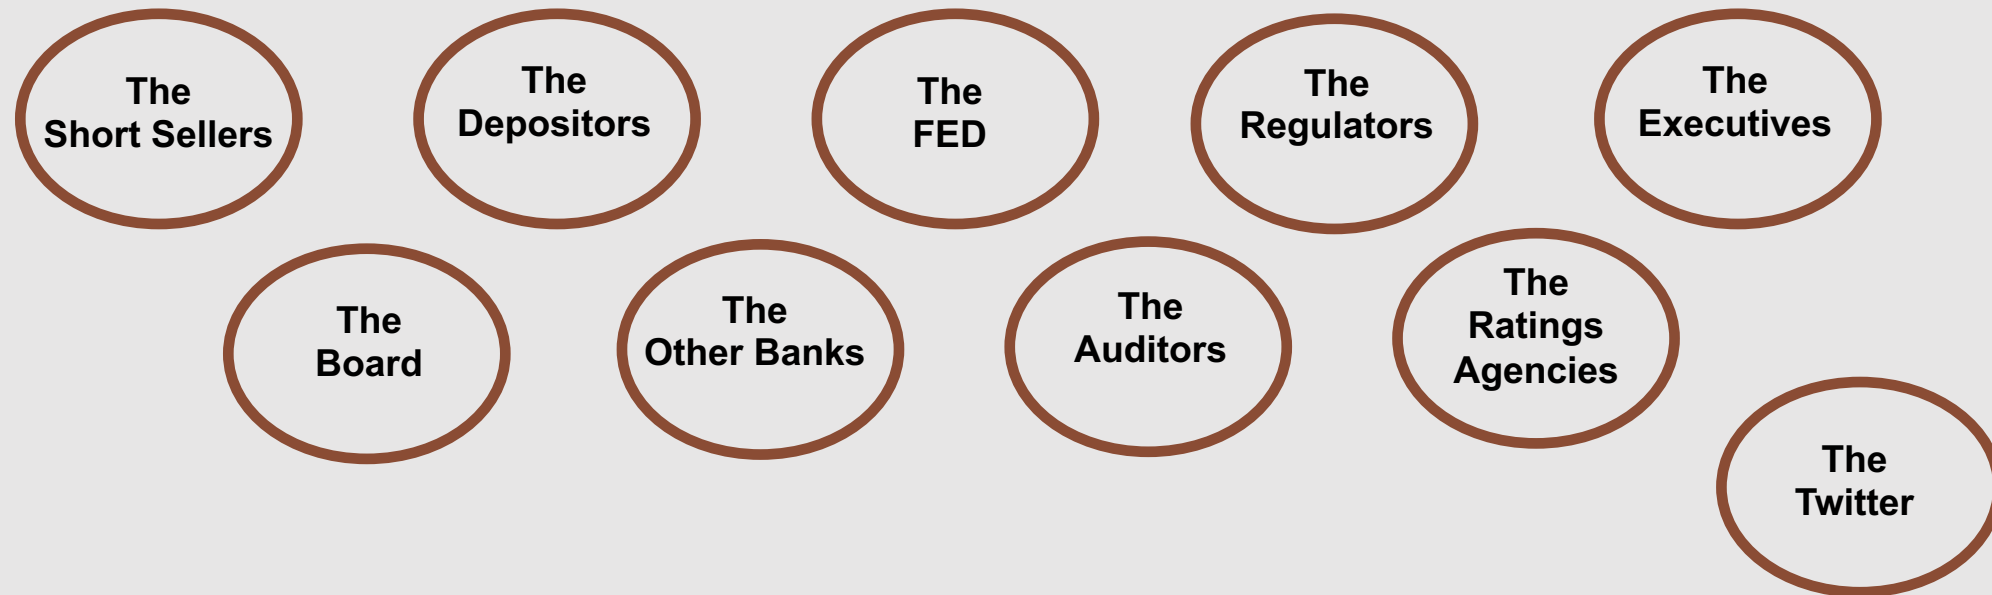 The
Short Sellers
The
Depositors
The
FED
The
Regulators
The
Executives
The
Board
The
Other Banks
The
Auditors
The
Ratings
Agencies
The
Twitter